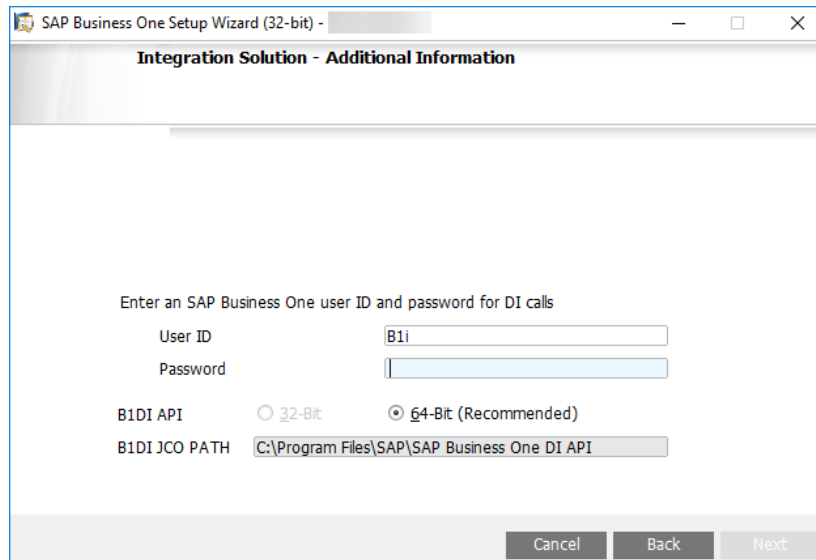 SAP Business One Setup Wizard (32-bit) -
Integration Solution - Additional Information
Enter an SAP Business One user ID and password for DI calls
User ID B1i
Password
B1DI API 32-Bit 64-Bit (Recommended)
B1DI JCO PATH C:\Program Files\SAP\SAP Business One DI API
Cancel Back Next